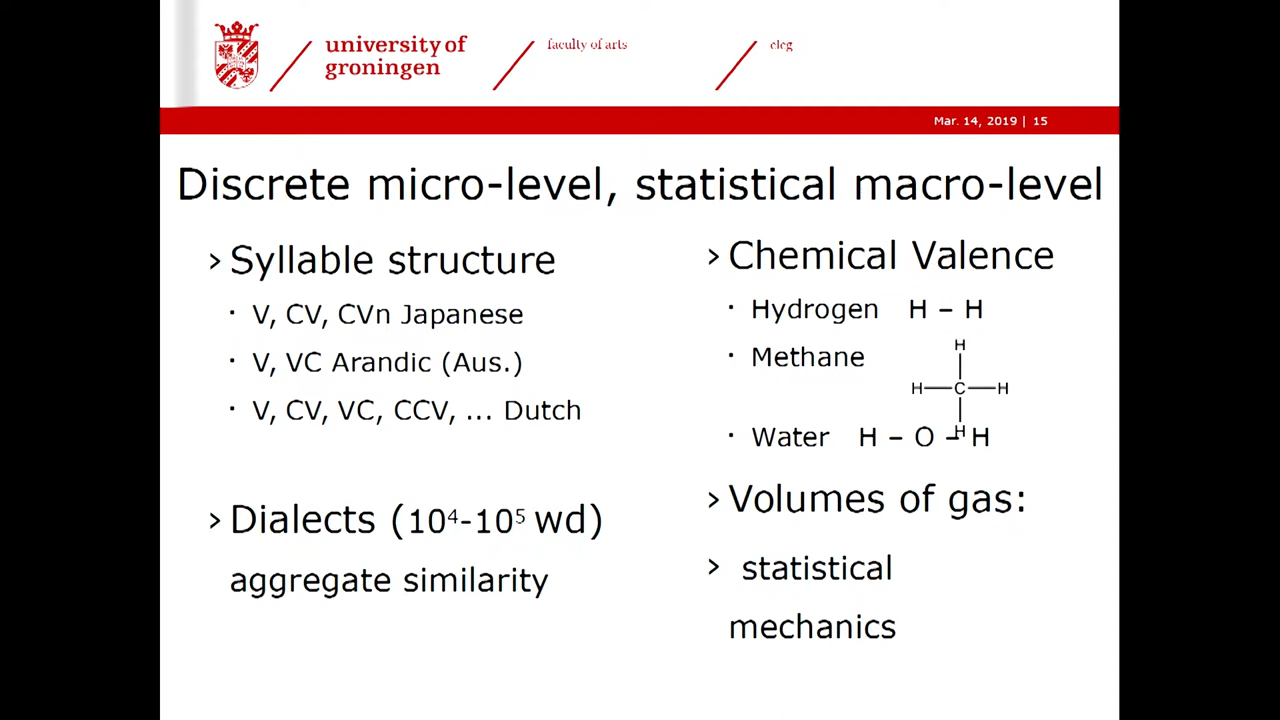 university of
groningen
faculty of arts
clcg
Mar. 14, 2019 | 15
Discrete micro-level, statistical macro-level
› Syllable structure
· V, CV, CVn Japanese
· V, VC Arandic (Aus.)
· V, CV, VC, CCV, ... Dutch
› Dialects (10⁴-10⁵ wd)
aggregate similarity
› Chemical Valence
· Hydrogen H – H
· Methane
H
H C H
H
· Water H – O – H
› Volumes of gas:
› statistical
mechanics